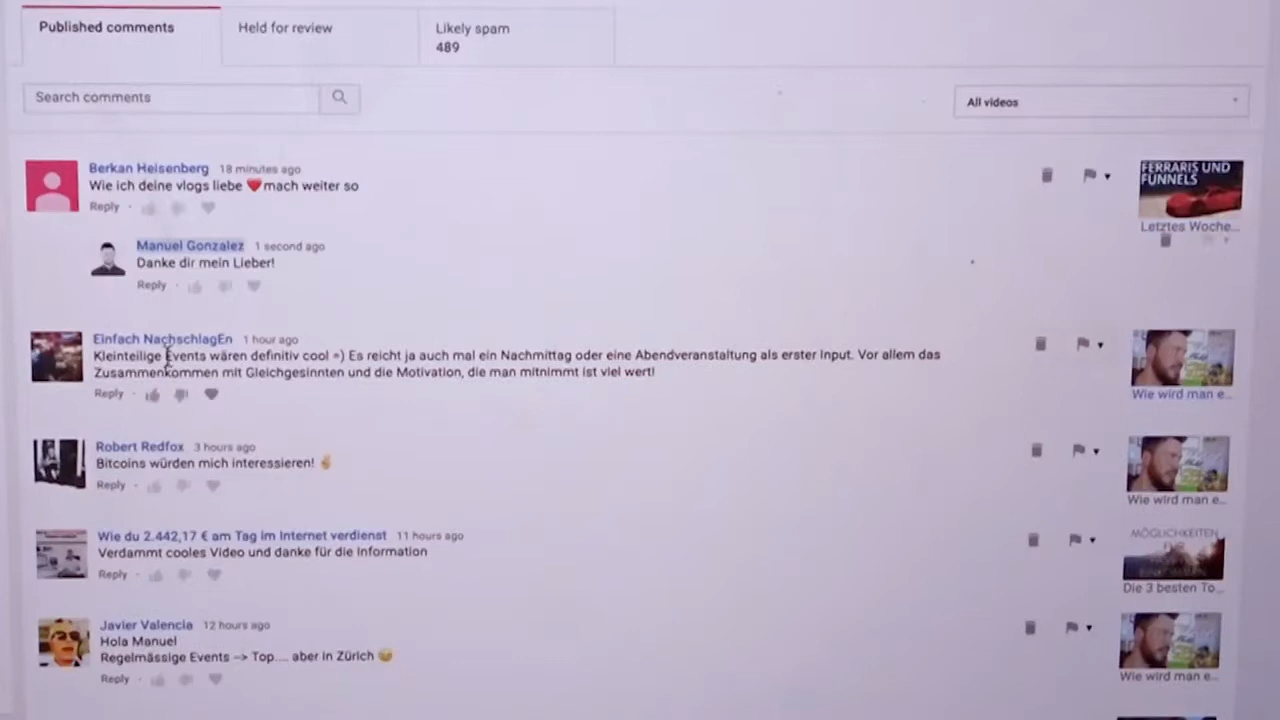 Published comments
Held for review
Likely spam
489
Search comments
All videos
Berkan Heisenberg 18 minutes ago
Wie ich deine vlogs liebe ❤️mach weiter so
Reply
FERRARIS UND
FUNNELS
Letztes Woche...
Manuel Gonzalez 1 second ago
Danke dir mein Lieber!
Reply
Einfach NachschlagEn 1 hour ago
Kleinteilige Events wären definitiv cool =) Es reicht ja auch mal ein Nachmittag oder eine Abendveranstaltung als erster Input. Vor allem das
Zusammenkommen mit Gleichgesinnten und die Motivation, die man mitnimmt ist viel wert!
Reply
Wie wird man e...
Robert Redfox 3 hours ago
Bitcoins würden mich interessieren! ✌️
Reply
Wie wird man e...
Wie du 2.442,17 € am Tag im Internet verdienst 11 hours ago
Verdammt cooles Video und danke für die Information
Reply
MÖGLICHKEITEN
Die 3 besten To...
Javier Valencia 12 hours ago
Hola Manuel
Regelmässige Events –> Top.... aber in Zürich 😅
Reply
Wie wird man e...